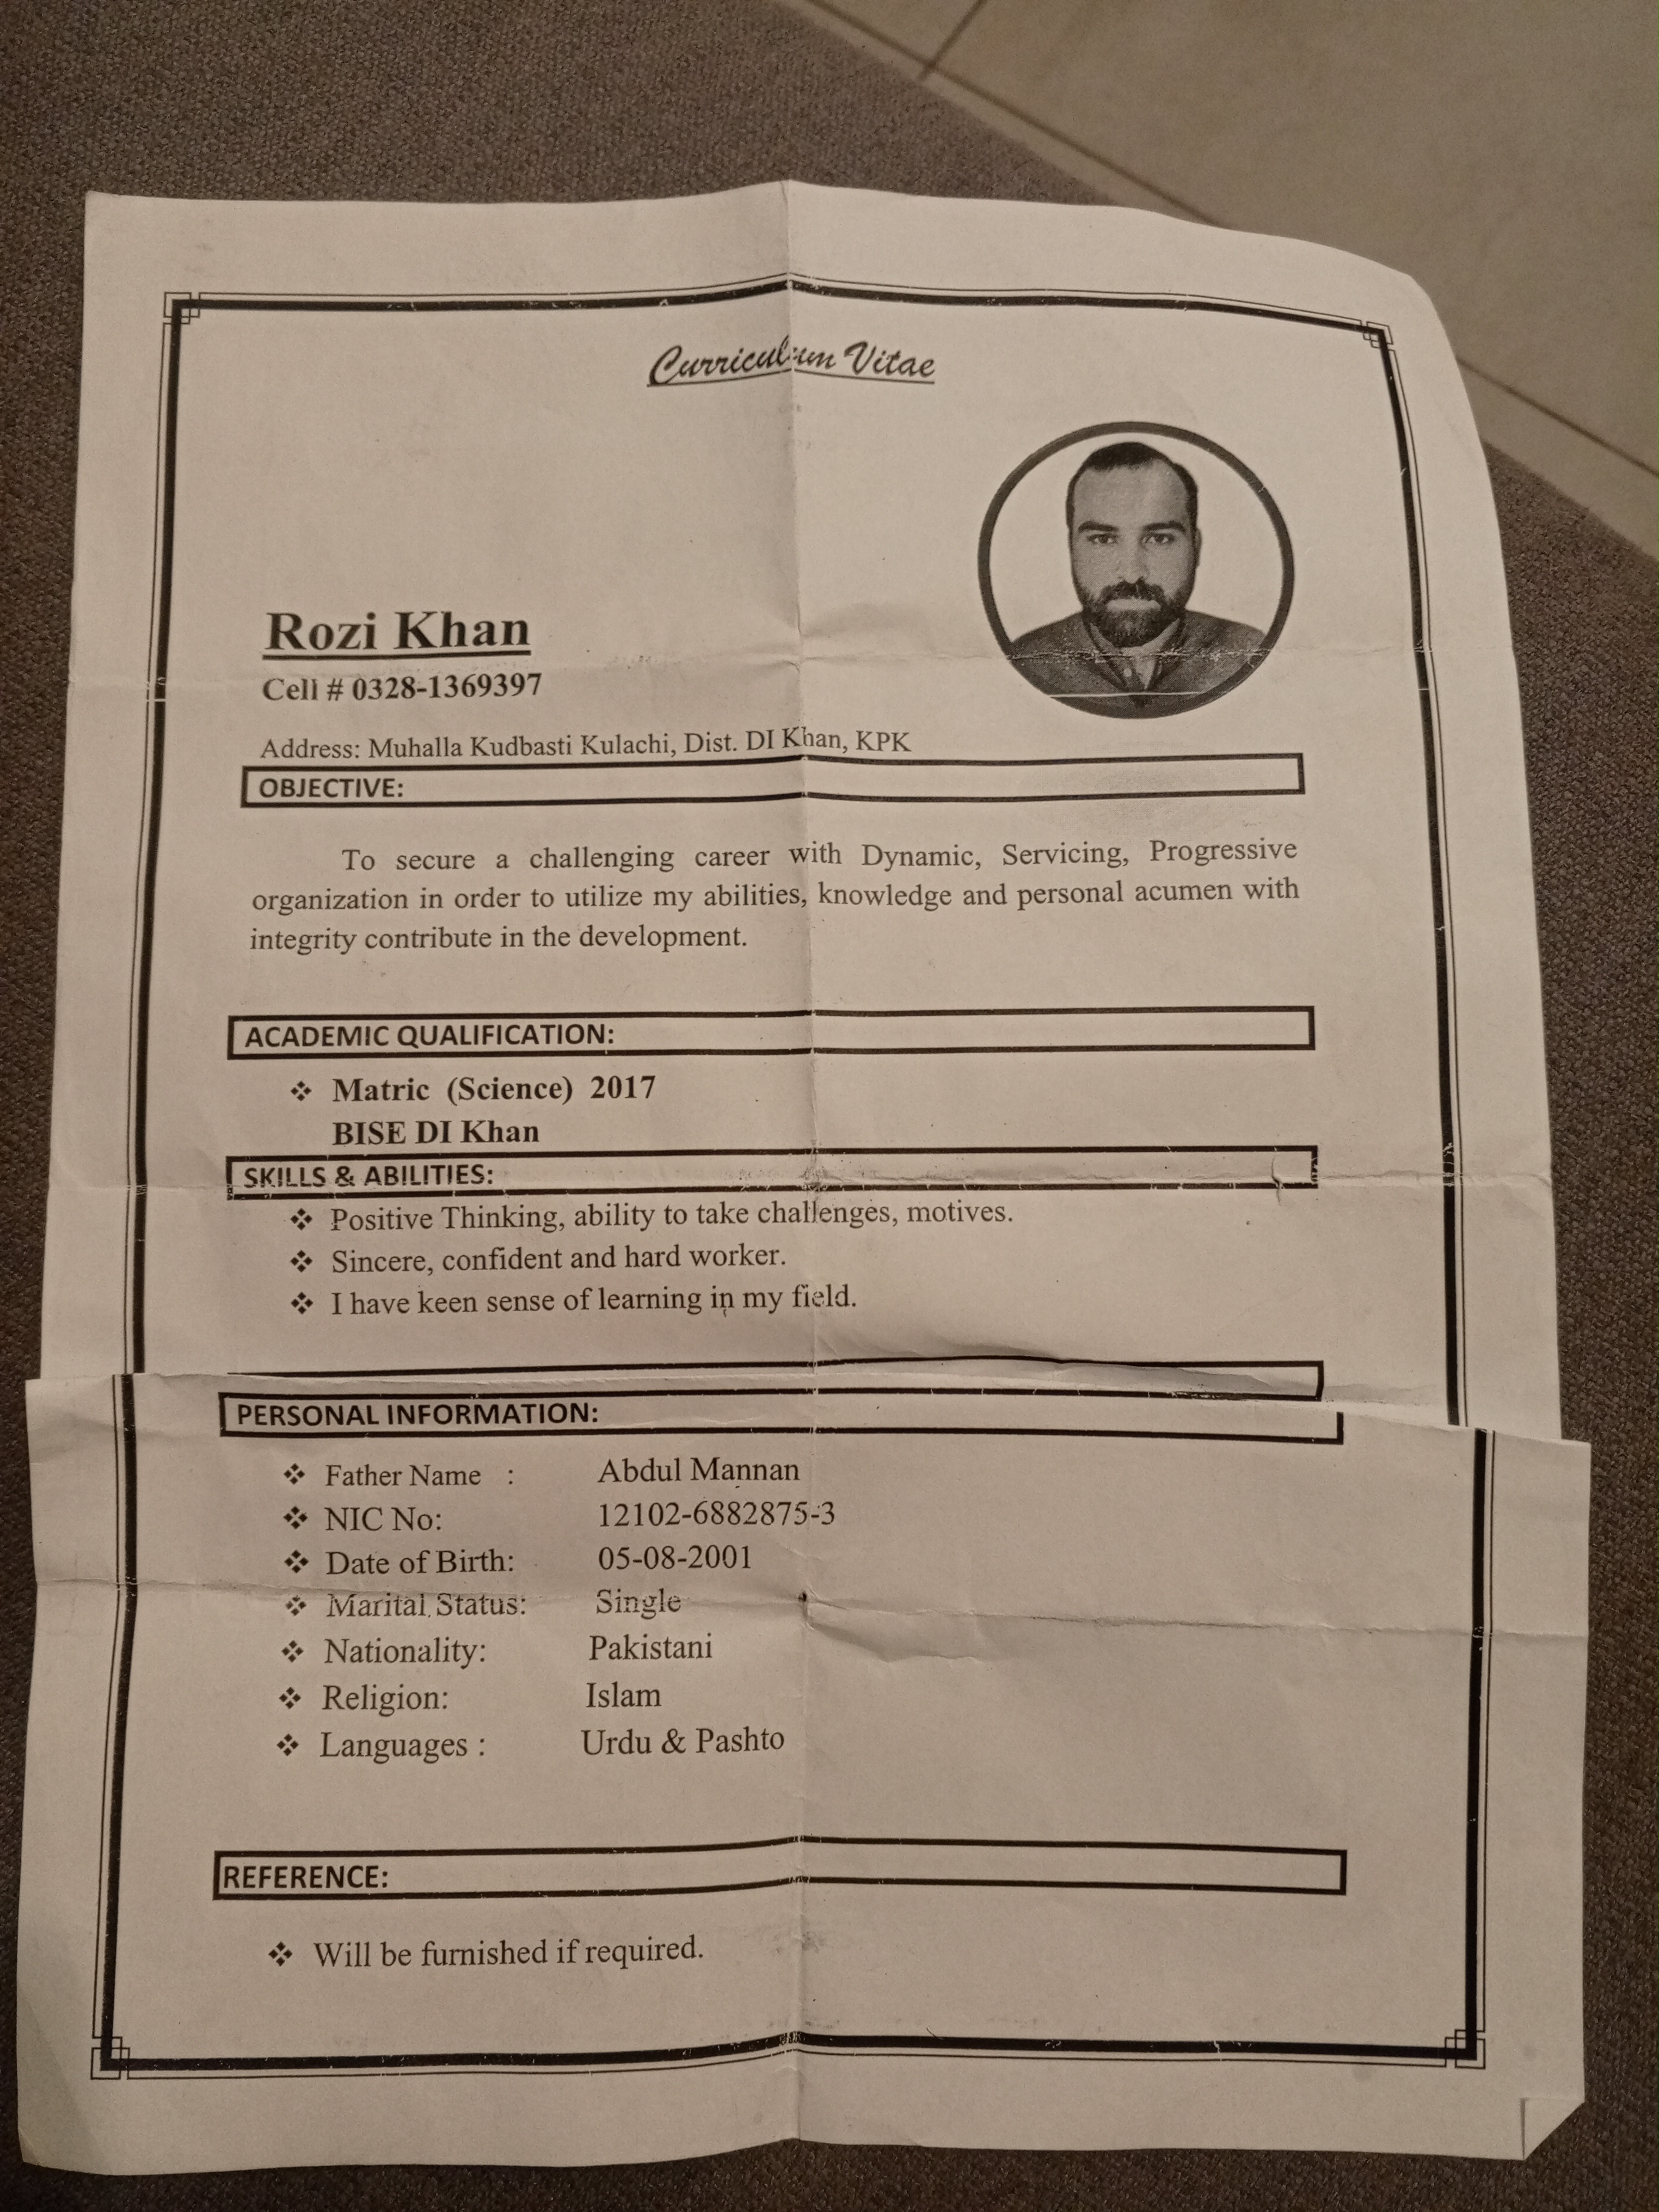 Curriculum Vitae
Rozi Khan
Cell # 0328-1369397
Address: Muhalla Kudbasti Kulachi, Dist. DI Khan, KPK
OBJECTIVE:
To secure a challenging career with Dynamic, Servicing, Progressive
organization in order to utilize my abilities, knowledge and personal acumen with
integrity contribute in the development.
ACADEMIC QUALIFICATION:
❖ Matric (Science) 2017
BISE DI Khan
SKILLS & ABILITIES:
❖ Positive Thinking, ability to take challenges, motives.
❖ Sincere, confident and hard worker.
❖ I have keen sense of learning in my field.
PERSONAL INFORMATION:
❖ Father Name : Abdul Mannan
❖ NIC No: 12102-6882875-3
❖ Date of Birth: 05-08-2001
❖ Marital Status: Single
❖ Nationality: Pakistani
❖ Religion: Islam
❖ Languages : Urdu & Pashto
REFERENCE:
❖ Will be furnished if required.